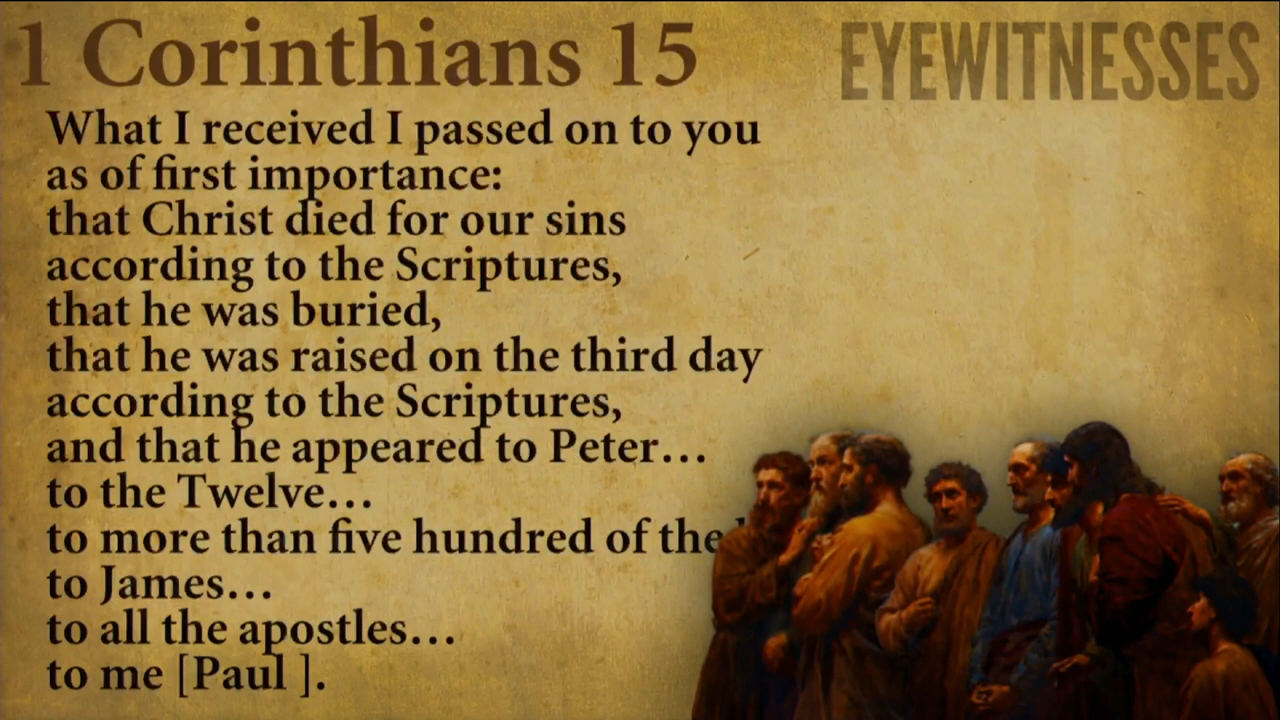 1 Corinthians 15
EYEWITNESSES
What I received I passed on to you
as of first importance:
that Christ died for our sins
according to the Scriptures,
that he was buried,
that he was raised on the third day
according to the Scriptures,
and that he appeared to Peter…
to the Twelve…
to more than five hundred of the
to James…
to all the apostles…
to me [Paul ].